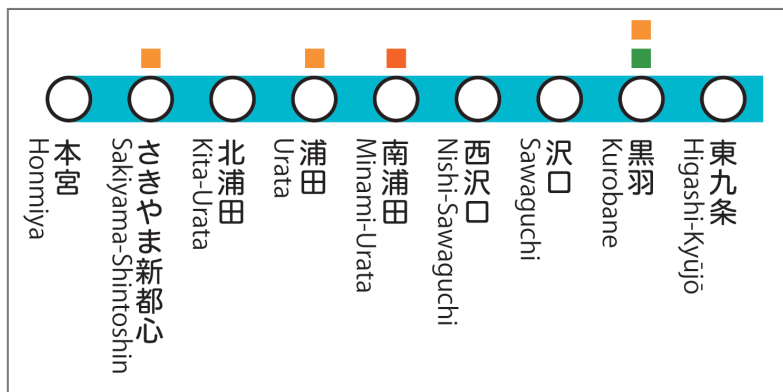 本宮
Honmiya
さきやま新都心
Sakiyama-Shintoshin
北浦田
Kita-Urata
浦田
Urata
南浦田
Minami-Urata
西沢口
Nishi-Sawaguchi
沢口
Sawaguchi
黒羽
Kurobane
東九条
Higashi-Kyūjō